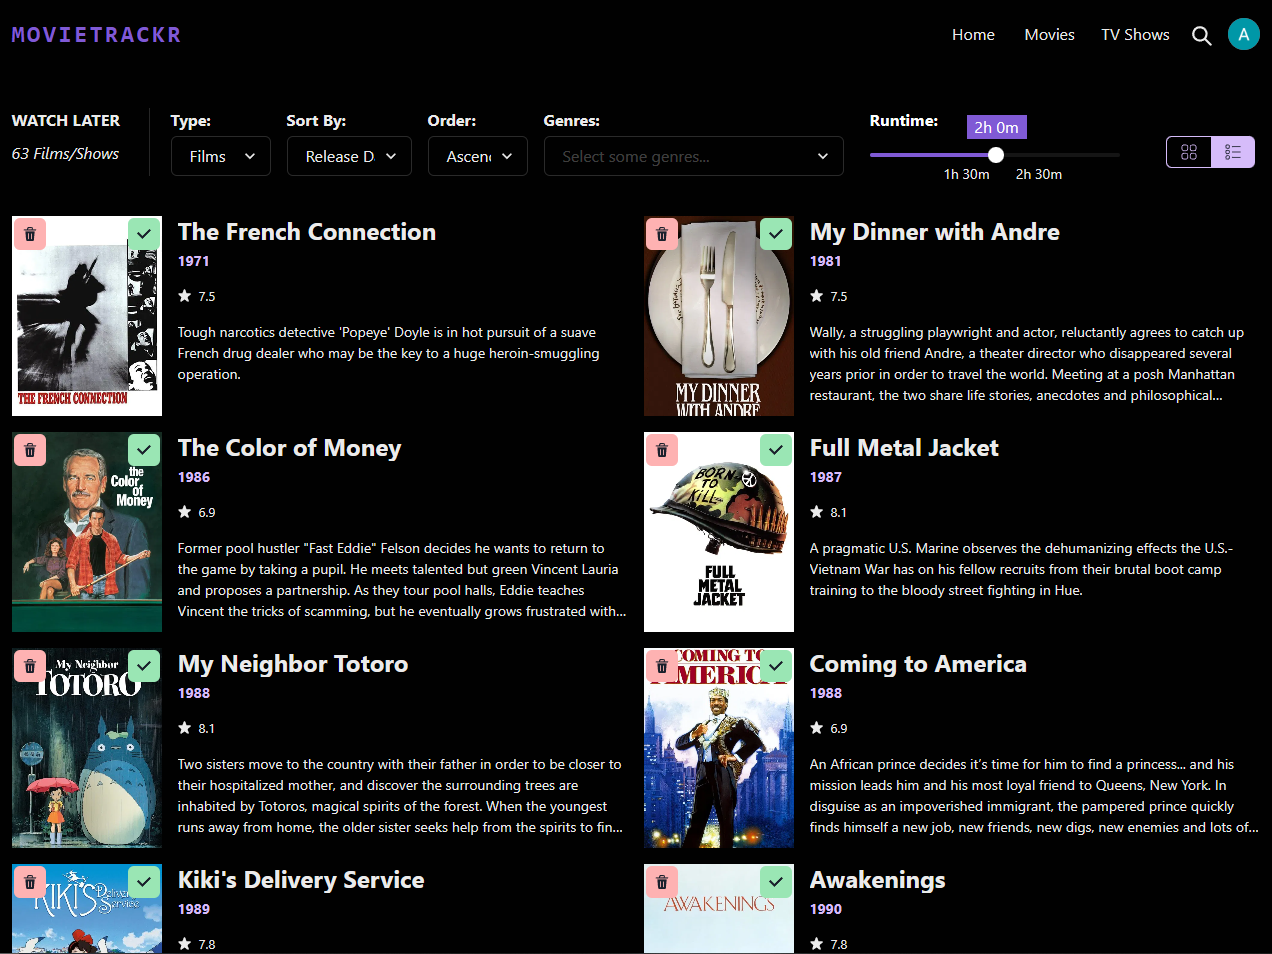 MOVIETRACKR
Home Movies TV Shows A
WATCH LATER
63 Films/Shows
Type:
Films
Sort By:
Release D
Order:
Ascen
Genres:
Select some genres...
Runtime:
2h 0m
1h 30m 2h 30m
THE FRENCH CONNECTION
The French Connection
1971
7.5
Tough narcotics detective 'Popeye' Doyle is in hot pursuit of a suave
French drug dealer who may be the key to a huge heroin-smuggling
operation.
MY DINNER
WITH ANDRE
My Dinner with Andre
1981
7.5
Wally, a struggling playwright and actor, reluctantly agrees to catch up
with his old friend Andre, a theater director who disappeared several
years prior in order to travel the world. Meeting at a posh Manhattan
restaurant, the two share life stories, anecdotes and philosophical...
the
Color
of
Money
The Color of Money
1986
6.9
Former pool hustler "Fast Eddie" Felson decides he wants to return to
the game by taking a pupil. He meets talented but green Vincent Lauria
and proposes a partnership. As they tour pool halls, Eddie teaches
Vincent the tricks of scamming, but he eventually grows frustrated with...
BORN
TO
KILL
FULL
METAL
JACKET
Full Metal Jacket
1987
8.1
A pragmatic U.S. Marine observes the dehumanizing effects the U.S.-
Vietnam War has on his fellow recruits from their brutal boot camp
training to the bloody street fighting in Hue.
My Neighbor
TOTORO
My Neighbor Totoro
1988
8.1
Two sisters move to the country with their father in order to be closer to
their hospitalized mother, and discover the surrounding trees are
inhabited by Totoros, magical spirits of the forest. When the youngest
runs away from home, the older sister seeks help from the spirits to fin...
COMING TO
AMERICA
Coming to America
1988
6.9
An African prince decides it’s time for him to find a princess... and his
mission leads him and his most loyal friend to Queens, New York. In
disguise as an impoverished immigrant, the pampered prince quickly
finds himself a new job, new friends, new digs, new enemies and lots of...
KIKI'S Delivery
Service
Kiki's Delivery Service
1989
7.8
AWAKENINGS
Awakenings
1990
7.8